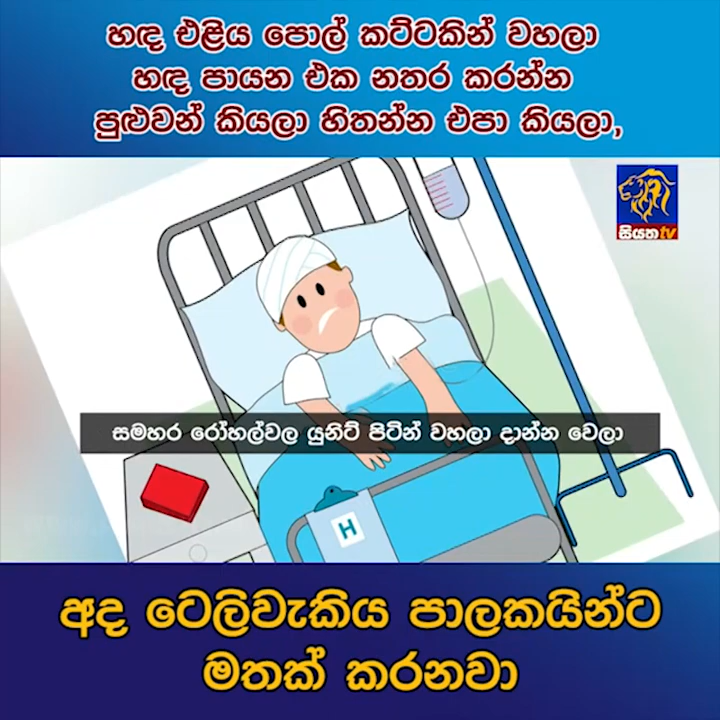 හඳ එළිය පොල් කට්ටකින් වහලා
හඳ පායන එක නතර කරන්න
පුළුවන් කියලා හිතන්න එපා කියලා,
සියත tv
සමහර රෝහල්වල යුනිට් පිටින් වහලා දාන්න වෙලා
H
අද ටෙලිවැකිය පාලකයින්ට
මතක් කරනවා